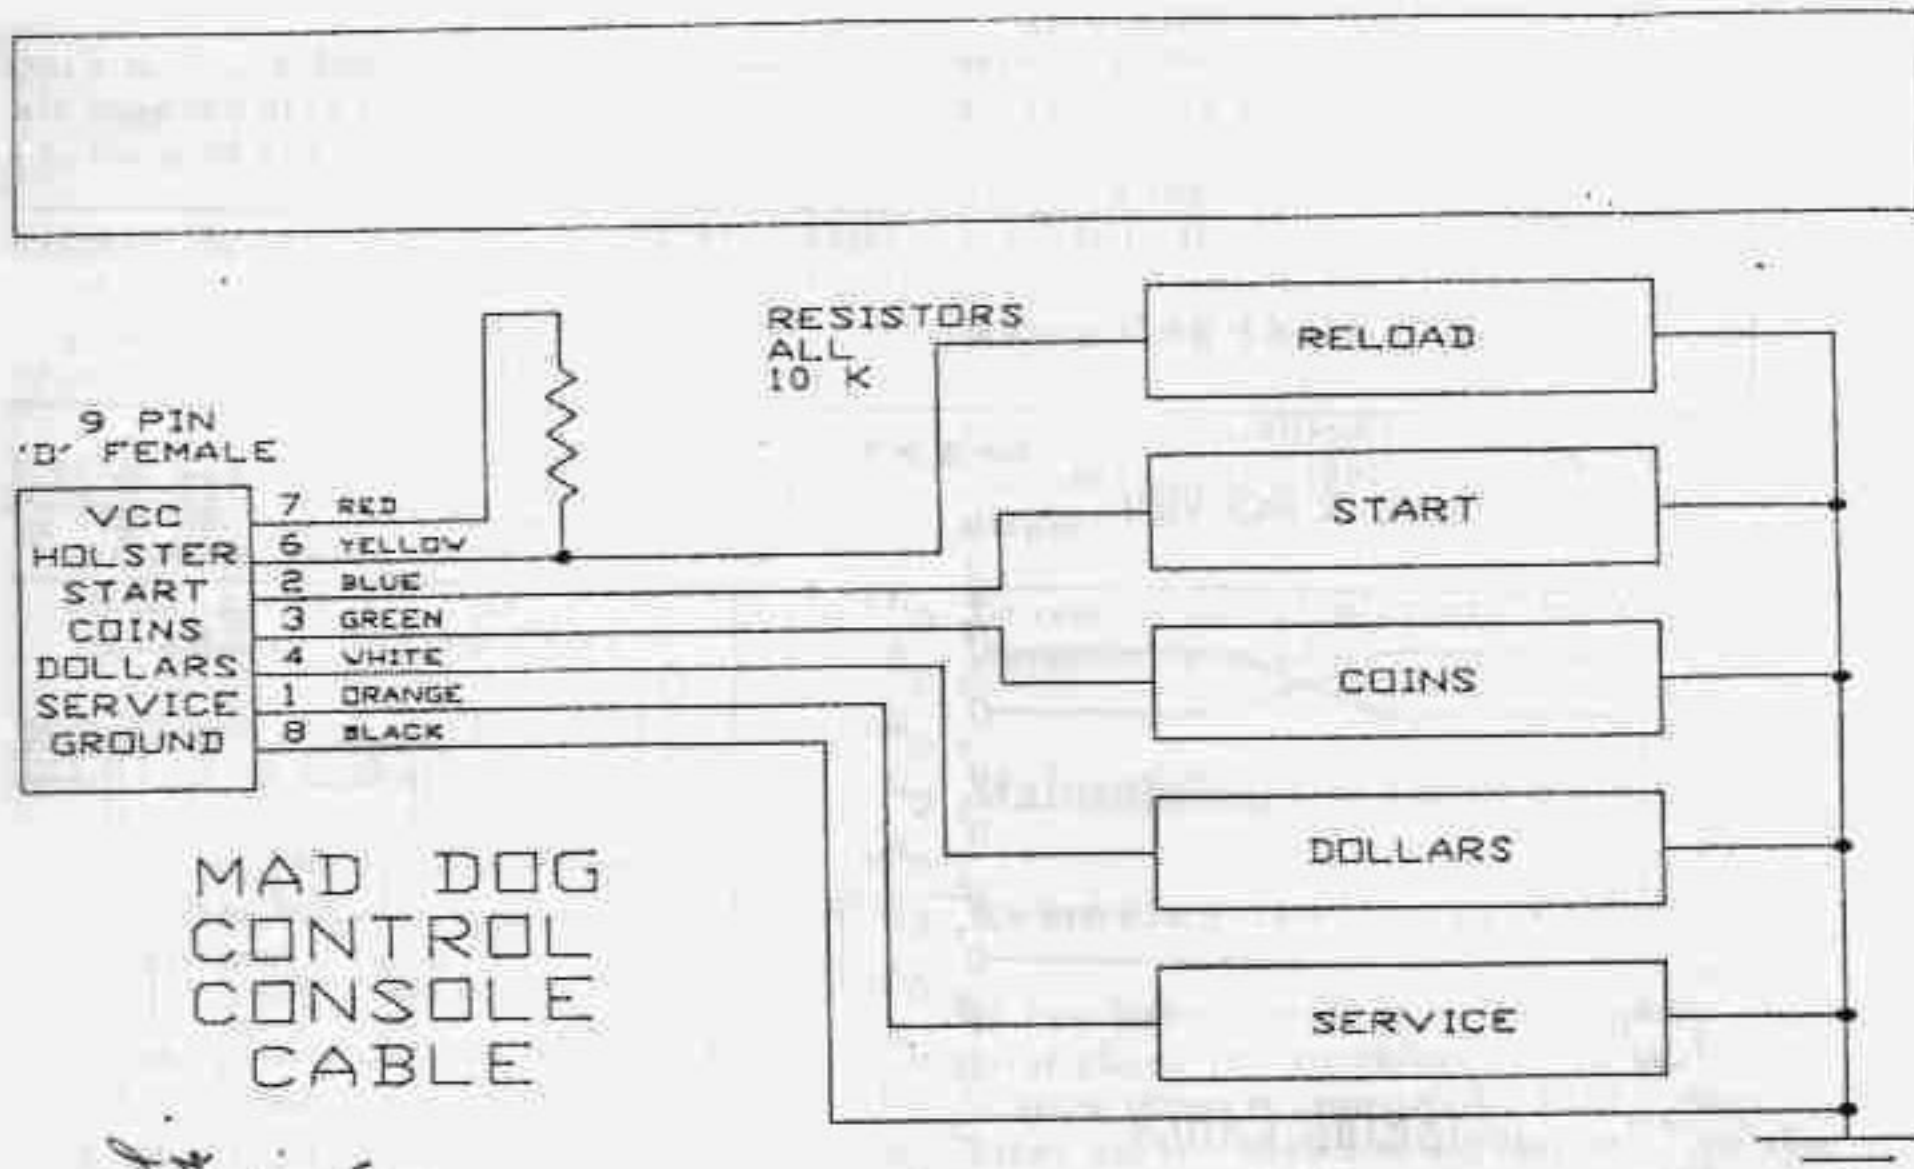 RESISTORS
ALL
10 K
RELOAD
9 PIN
'D' FEMALE
START
VCC 7 RED
HOLSTER 6 YELLOW
START 2 BLUE
COINS 3 GREEN
DOLLARS 4 WHITE
SERVICE 1 ORANGE
GROUND 8 BLACK
COINS
DOLLARS
SERVICE
MAD DOG
CONTROL
CONSOLE
CABLE